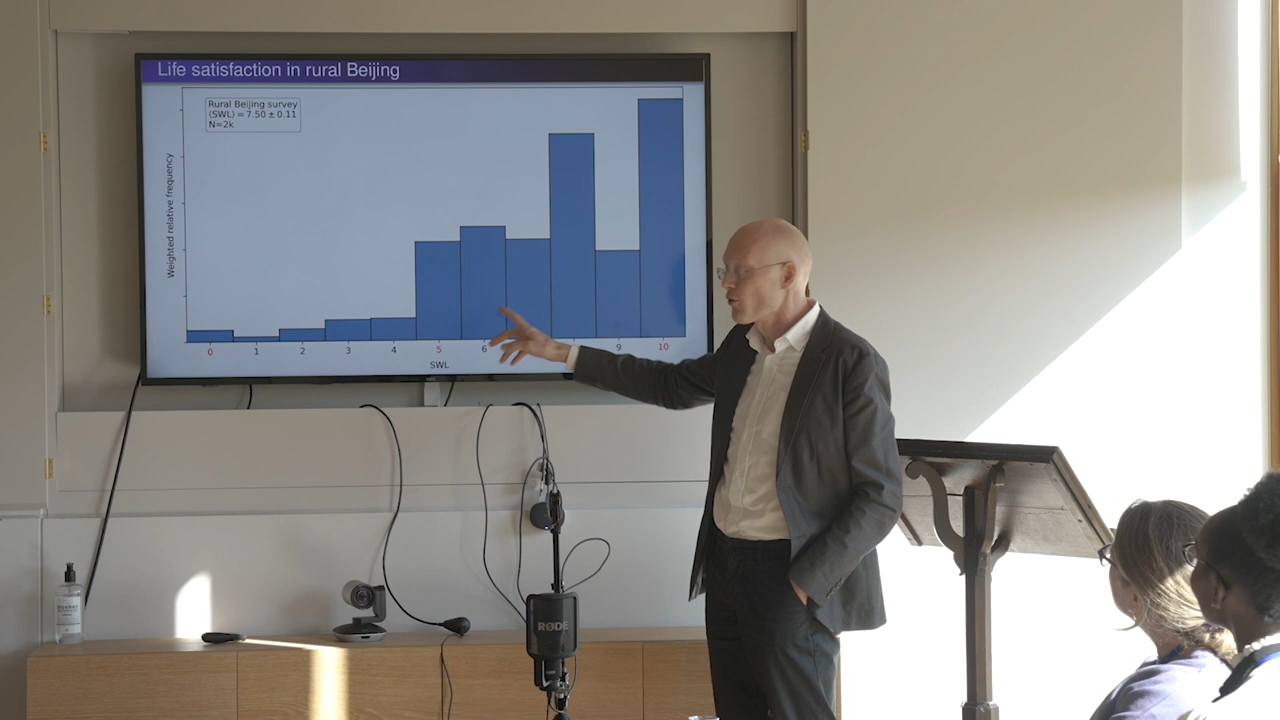 Life satisfaction in rural Beijing
Rural Beijing survey
⟨SWL⟩ = 7.50 ± 0.11
N=2k
Weighted relative frequency
0 1 2 3 4 5 6 9 10
SWL
RØDE